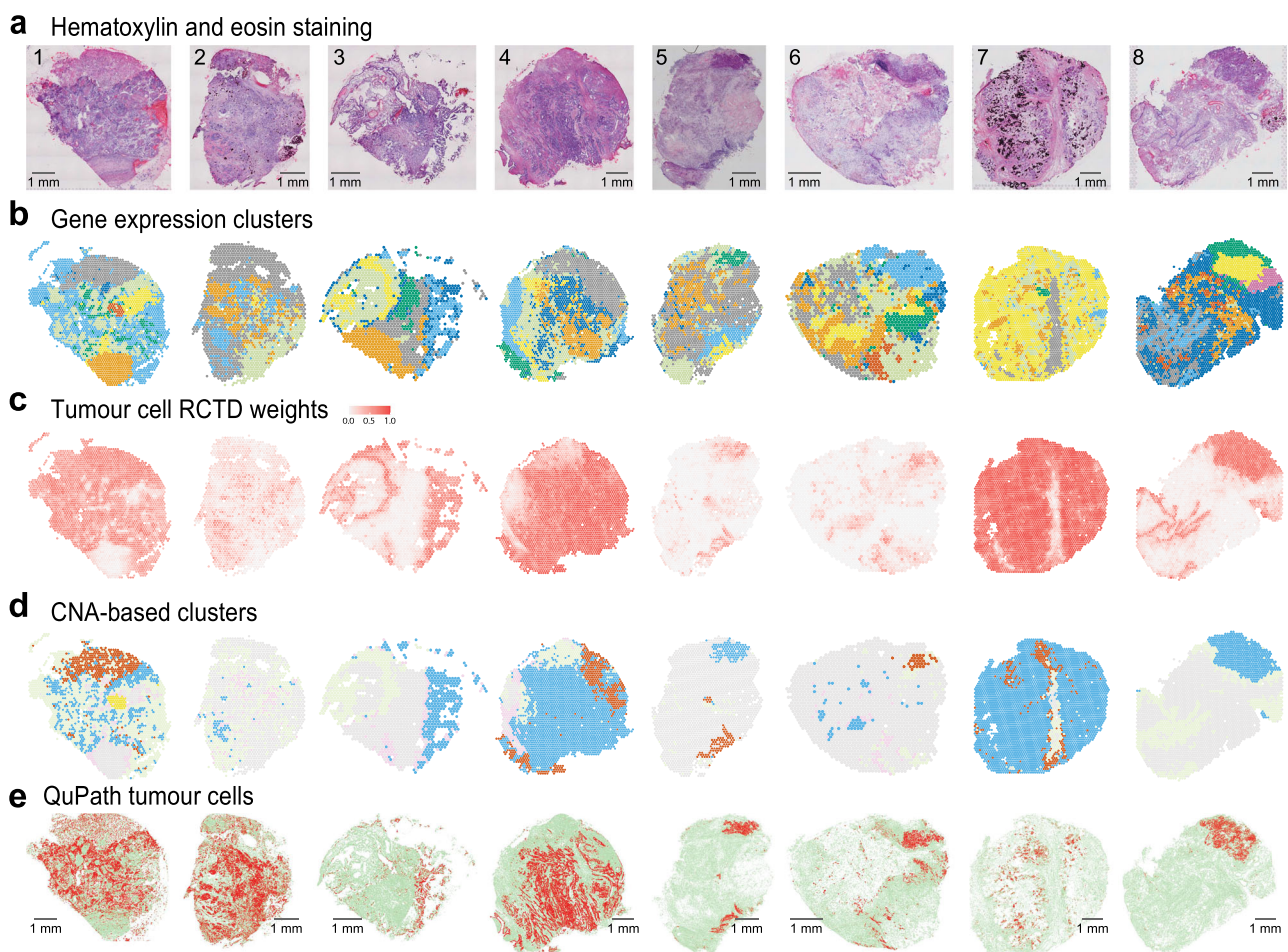 a Hematoxylin and eosin staining
1 2 3 4 5 6 7 8
1 mm 1 mm 1 mm 1 mm 1 mm 1 mm 1 mm 1 mm
b Gene expression clusters
c Tumour cell RCTD weights
0.0 0.5 1.0
d CNA-based clusters
e QuPath tumour cells
1 mm 1 mm 1 mm 1 mm 1 mm 1 mm 1 mm 1 mm